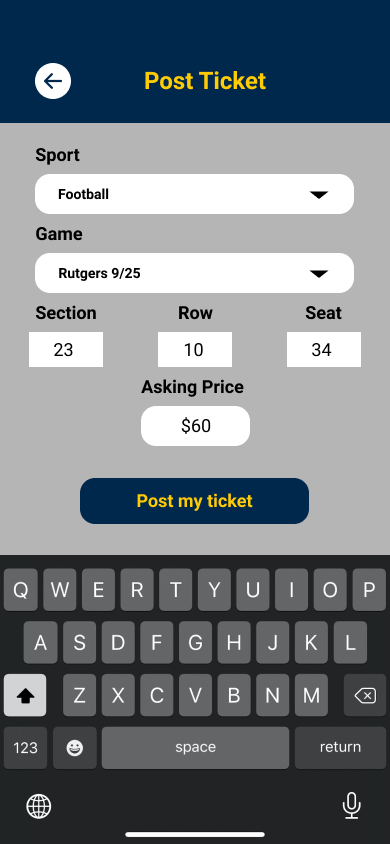 Post Ticket
Sport
Football
Game
Rutgers 9/25
Section Row Seat
23 10 34
Asking Price
$60
Post my ticket
Q W E R T Y U I O P
A S D F G H J K L
Z X C V B N M
123 space return